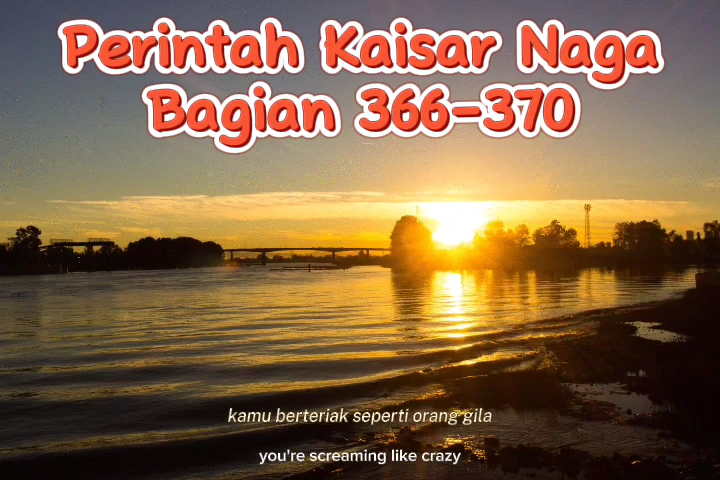 Perintah Kaisar Naga
Bagian 366-370
kamu berteriak seperti orang gila
you're screaming like crazy